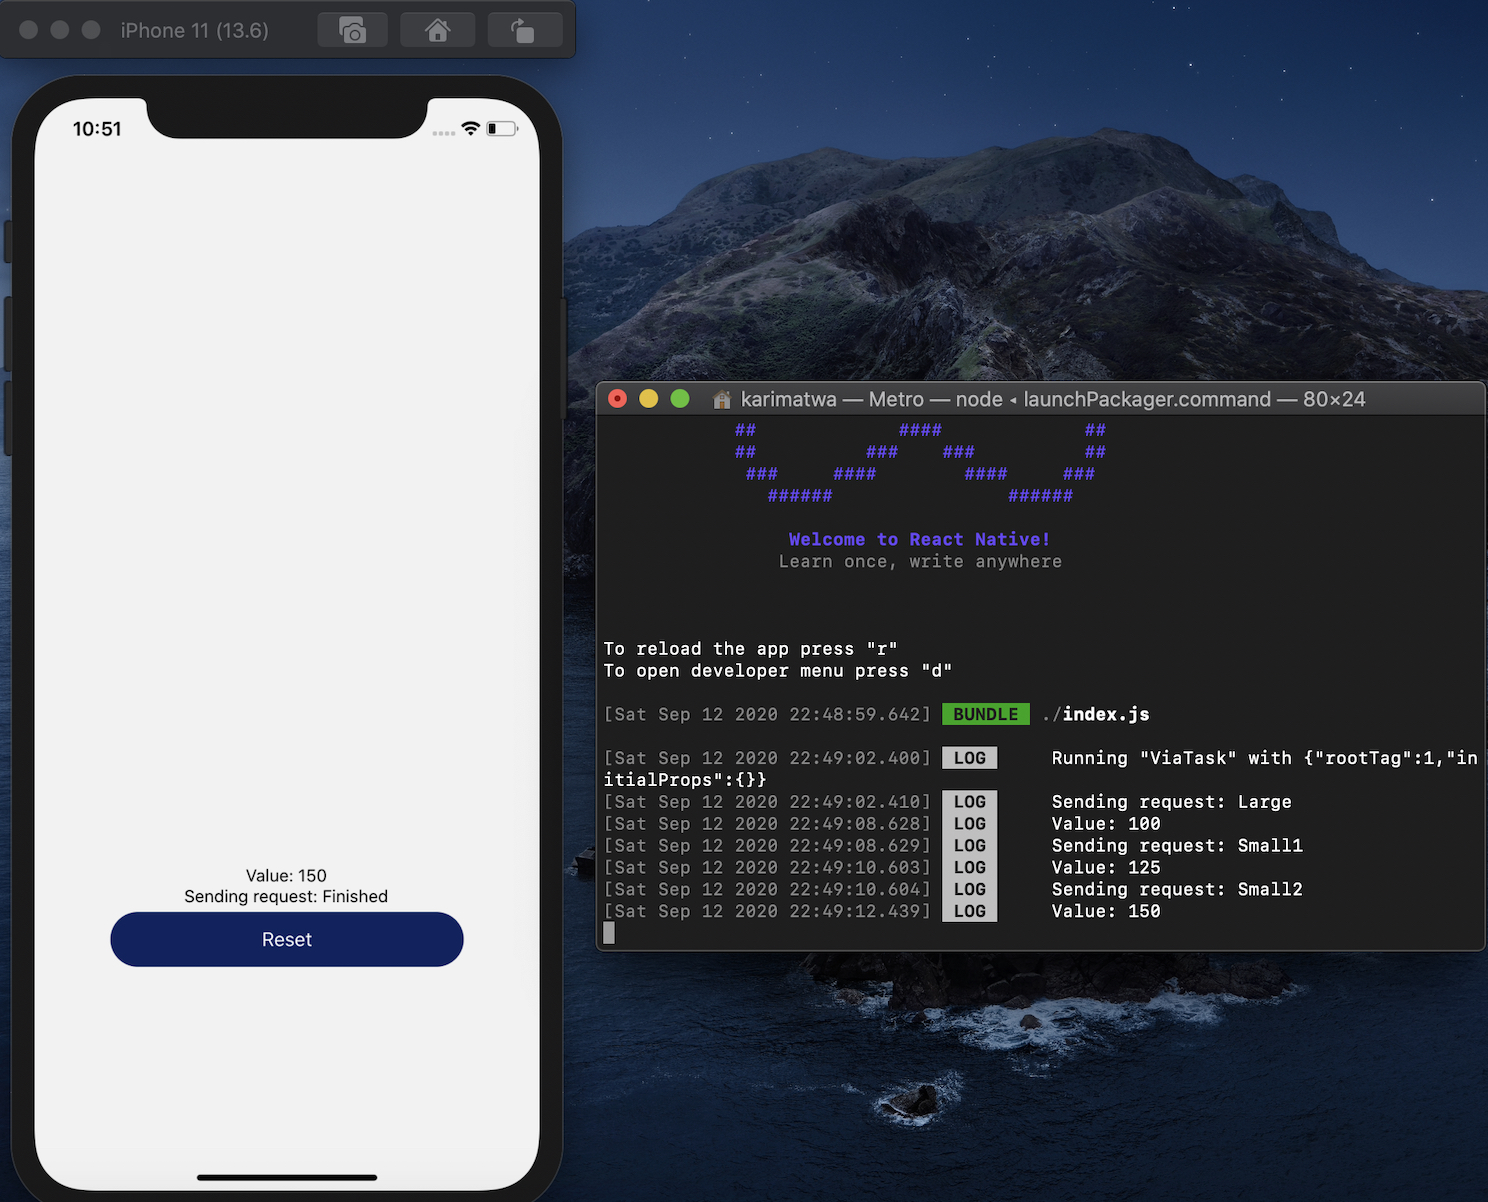 iPhone 11 (13.6)
10:51
Value: 150
Sending request: Finished
Reset
karimatwa — Metro — node ◂ launchPackager.command — 80×24
##             ####             ##
##          ###    ###          ##
###     ####        ####     ###
######                ######
Welcome to React Native!
Learn once, write anywhere
To reload the app press "r"
To open developer menu press "d"
[Sat Sep 12 2020 22:48:59.642] BUNDLE ./index.js
[Sat Sep 12 2020 22:49:02.400] LOG Running "ViaTask" with {"rootTag":1,"in
itialProps":{}}
[Sat Sep 12 2020 22:49:02.410] LOG Sending request: Large
[Sat Sep 12 2020 22:49:08.628] LOG Value: 100
[Sat Sep 12 2020 22:49:08.629] LOG Sending request: Small1
[Sat Sep 12 2020 22:49:10.603] LOG Value: 125
[Sat Sep 12 2020 22:49:10.604] LOG Sending request: Small2
[Sat Sep 12 2020 22:49:12.439] LOG Value: 150